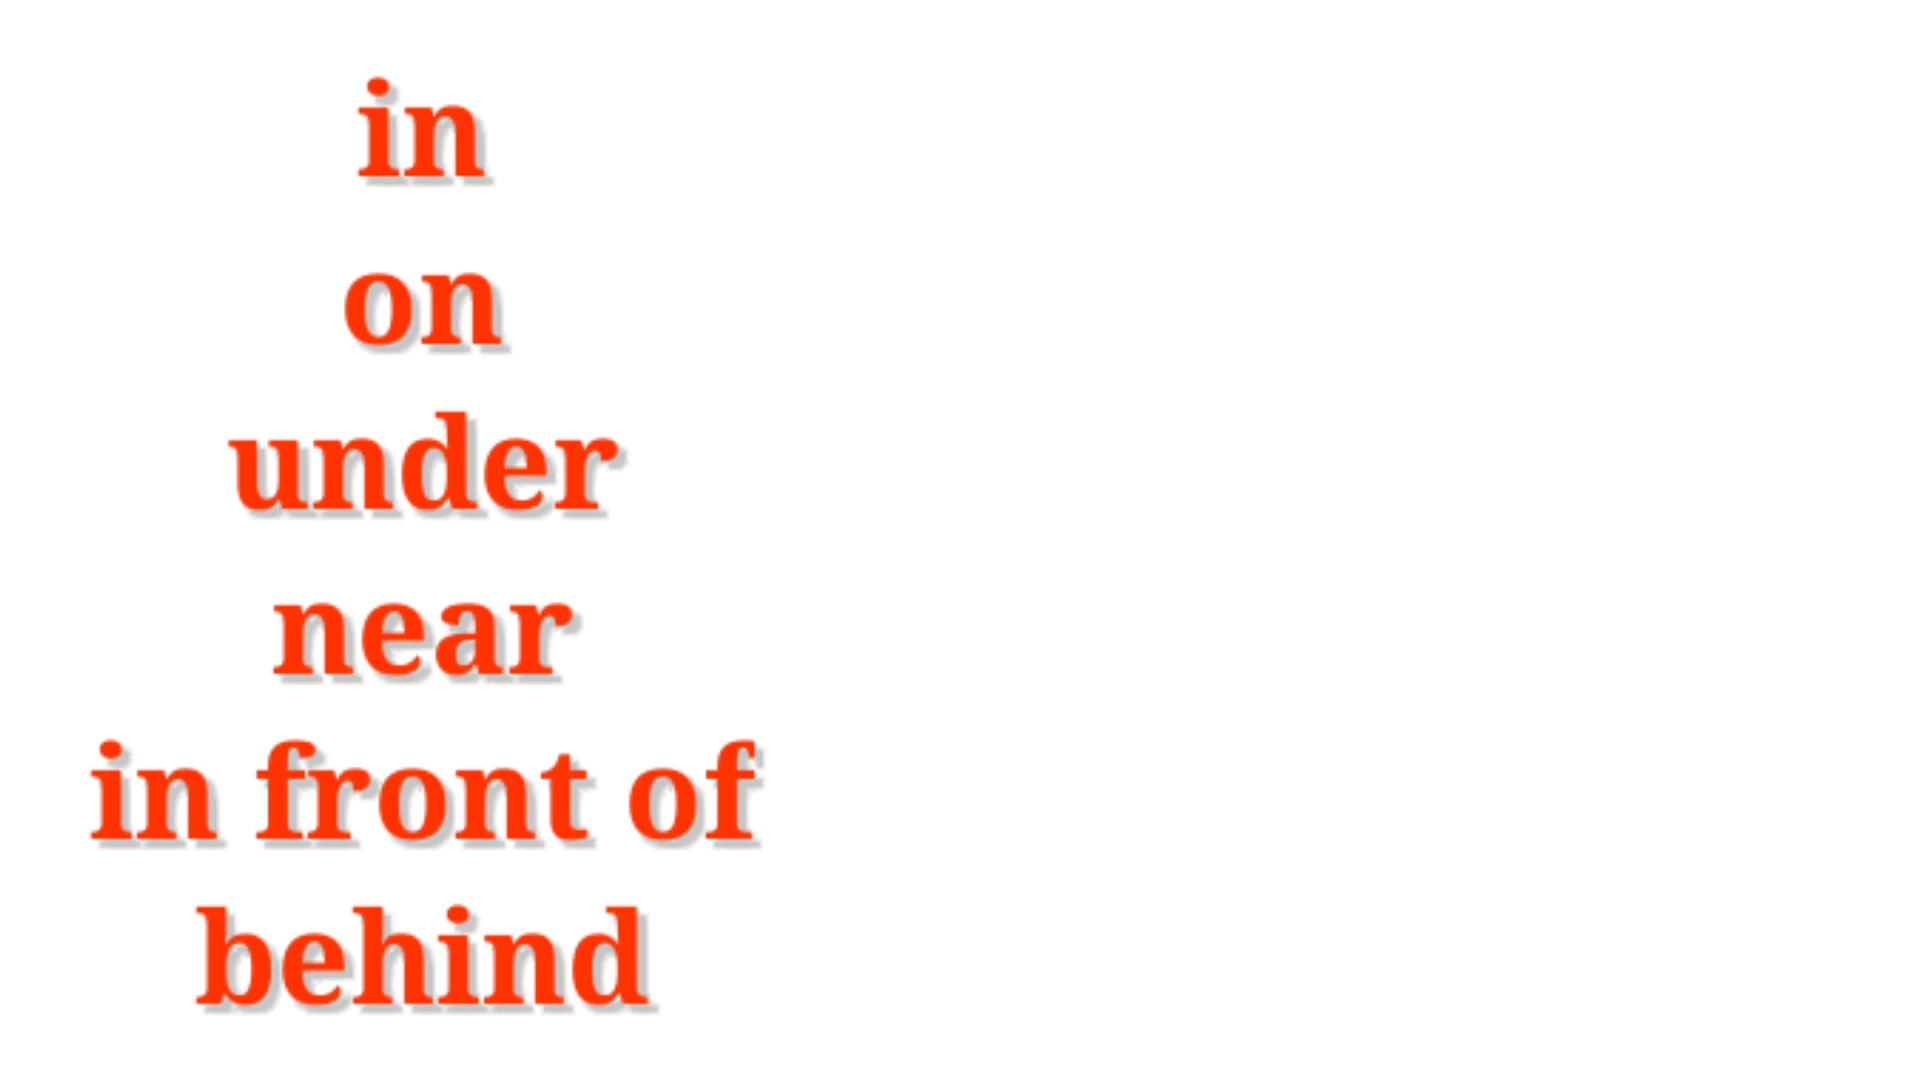 in
on
under
near
in front of
behind